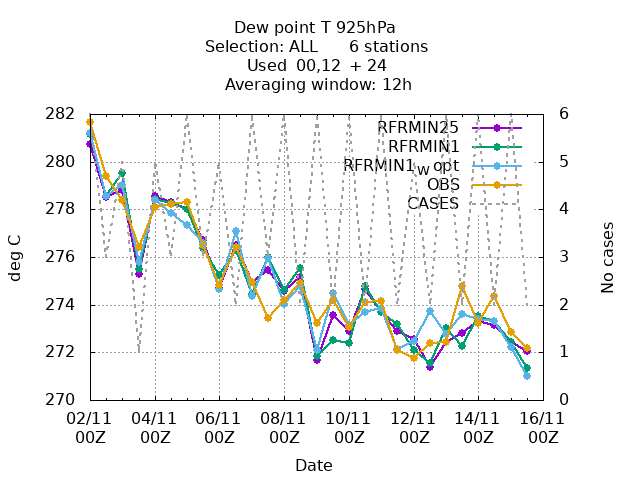 Dew point T 925hPa
Selection: ALL 6 stations
Used 00,12 + 24
Averaging window: 12h
282 6
RFRMIN25
RFRMIN1
280 5
RFRMIN1w opt
OBS
CASES
278 4
276 3
274 2
272 1
270 0
deg C
No cases
02/11 04/11 06/11 08/11 10/11 12/11 14/11 16/11
00Z 00Z 00Z 00Z 00Z 00Z 00Z 00Z
Date